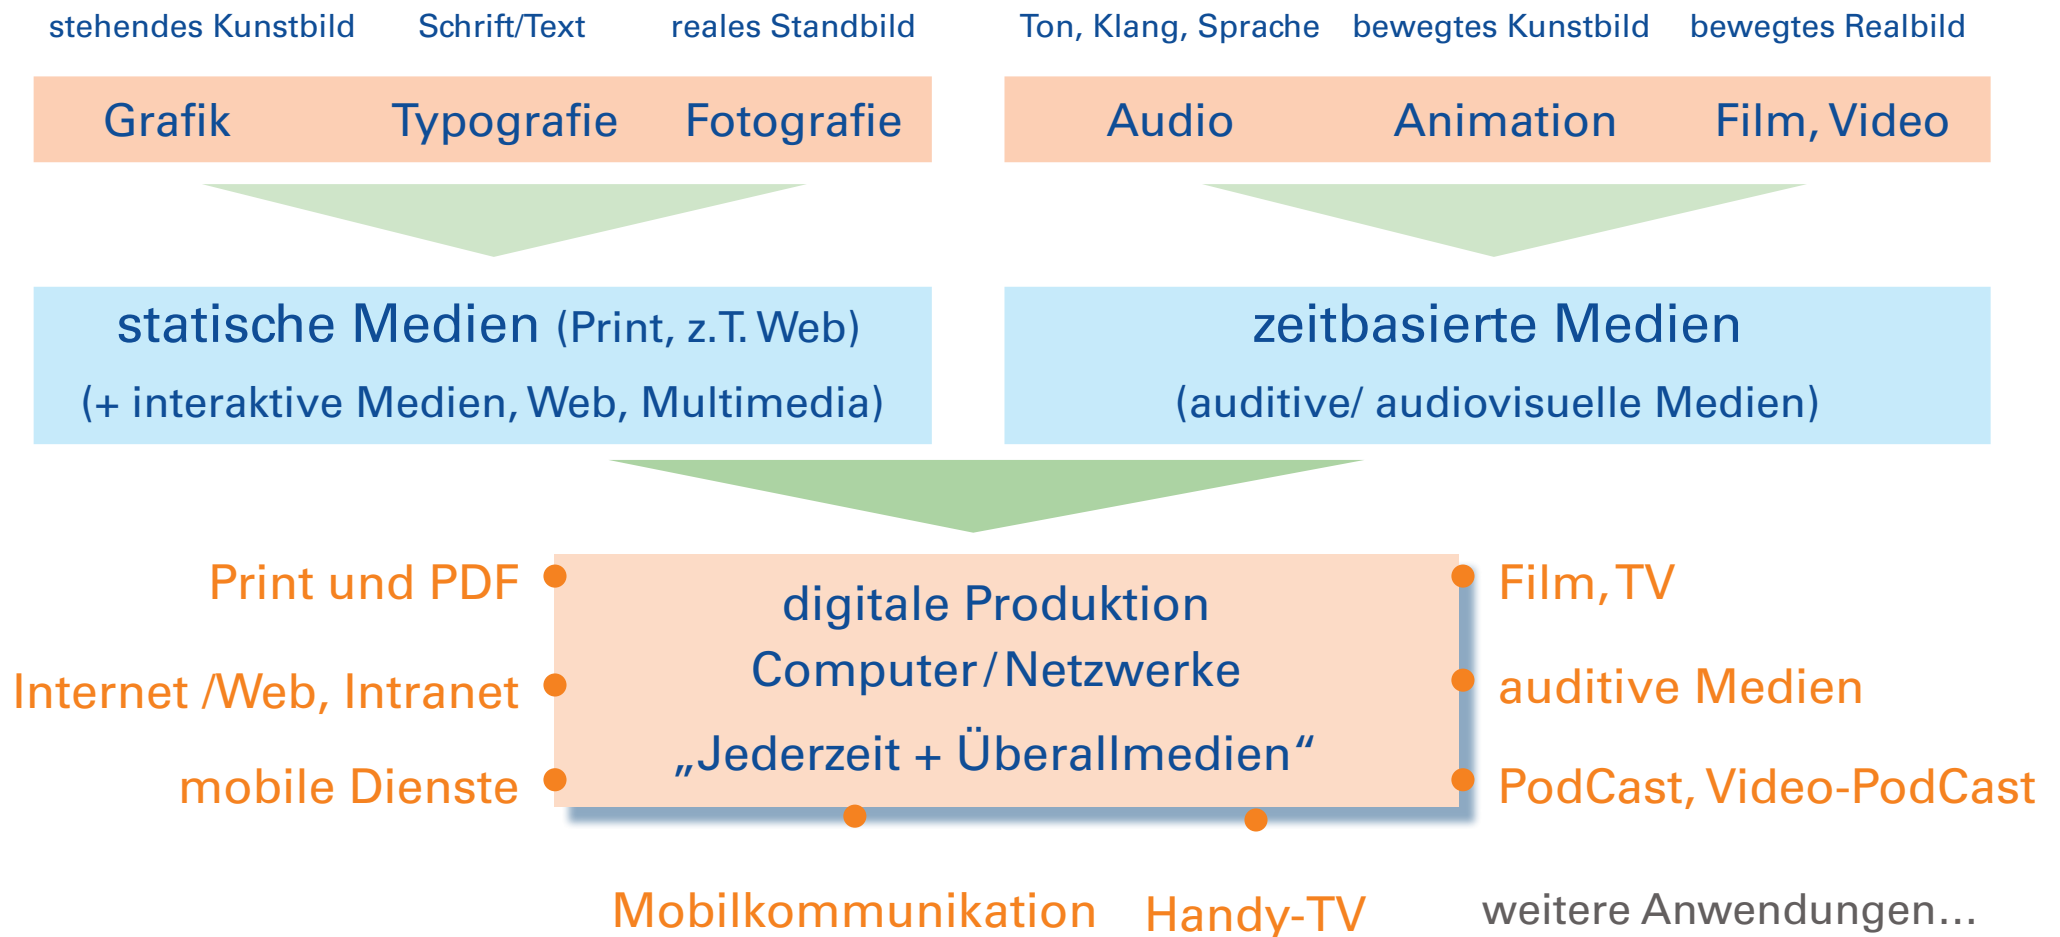 stehendes Kunstbild Schrift/Text reales Standbild Ton, Klang, Sprache bewegtes Kunstbild bewegtes Realbild
Grafik Typografie Fotografie Audio Animation Film, Video
statische Medien (Print, z.T. Web)
(+ interaktive Medien, Web, Multimedia)
zeitbasierte Medien
(auditive/ audiovisuelle Medien)
digitale Produktion
Computer/Netzwerke
„Jederzeit + Überallmedien“
Print und PDF
Internet /Web, Intranet
mobile Dienste
Film, TV
auditive Medien
PodCast, Video-PodCast
Mobilkommunikation Handy-TV weitere Anwendungen...